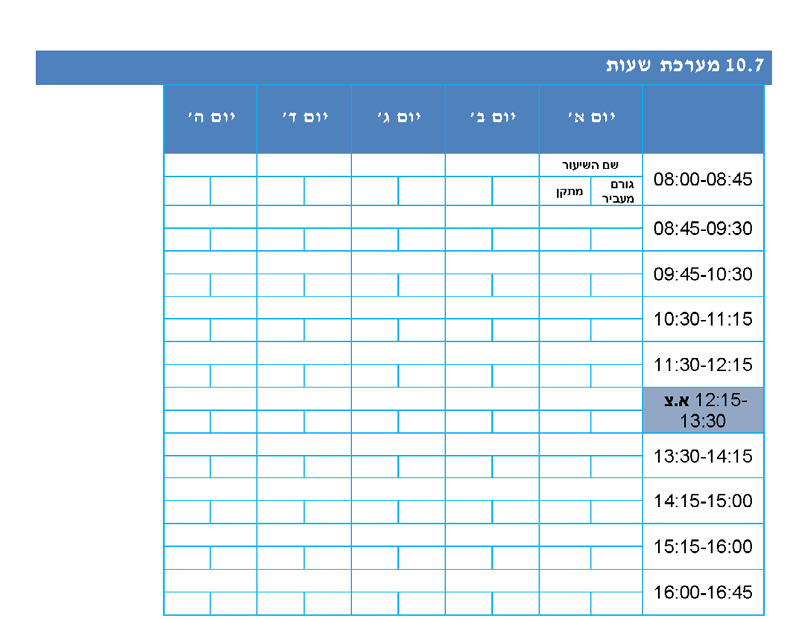 10.7 מערכת שעות
יום א' יום ב' יום ג' יום ד' יום ה'
08:00-08:45
שם השיעור
גורם מעביר
מתקן
08:45-09:30
09:45-10:30
10:30-11:15
11:30-12:15
12:15- א.צ
13:30
13:30-14:15
14:15-15:00
15:15-16:00
16:00-16:45